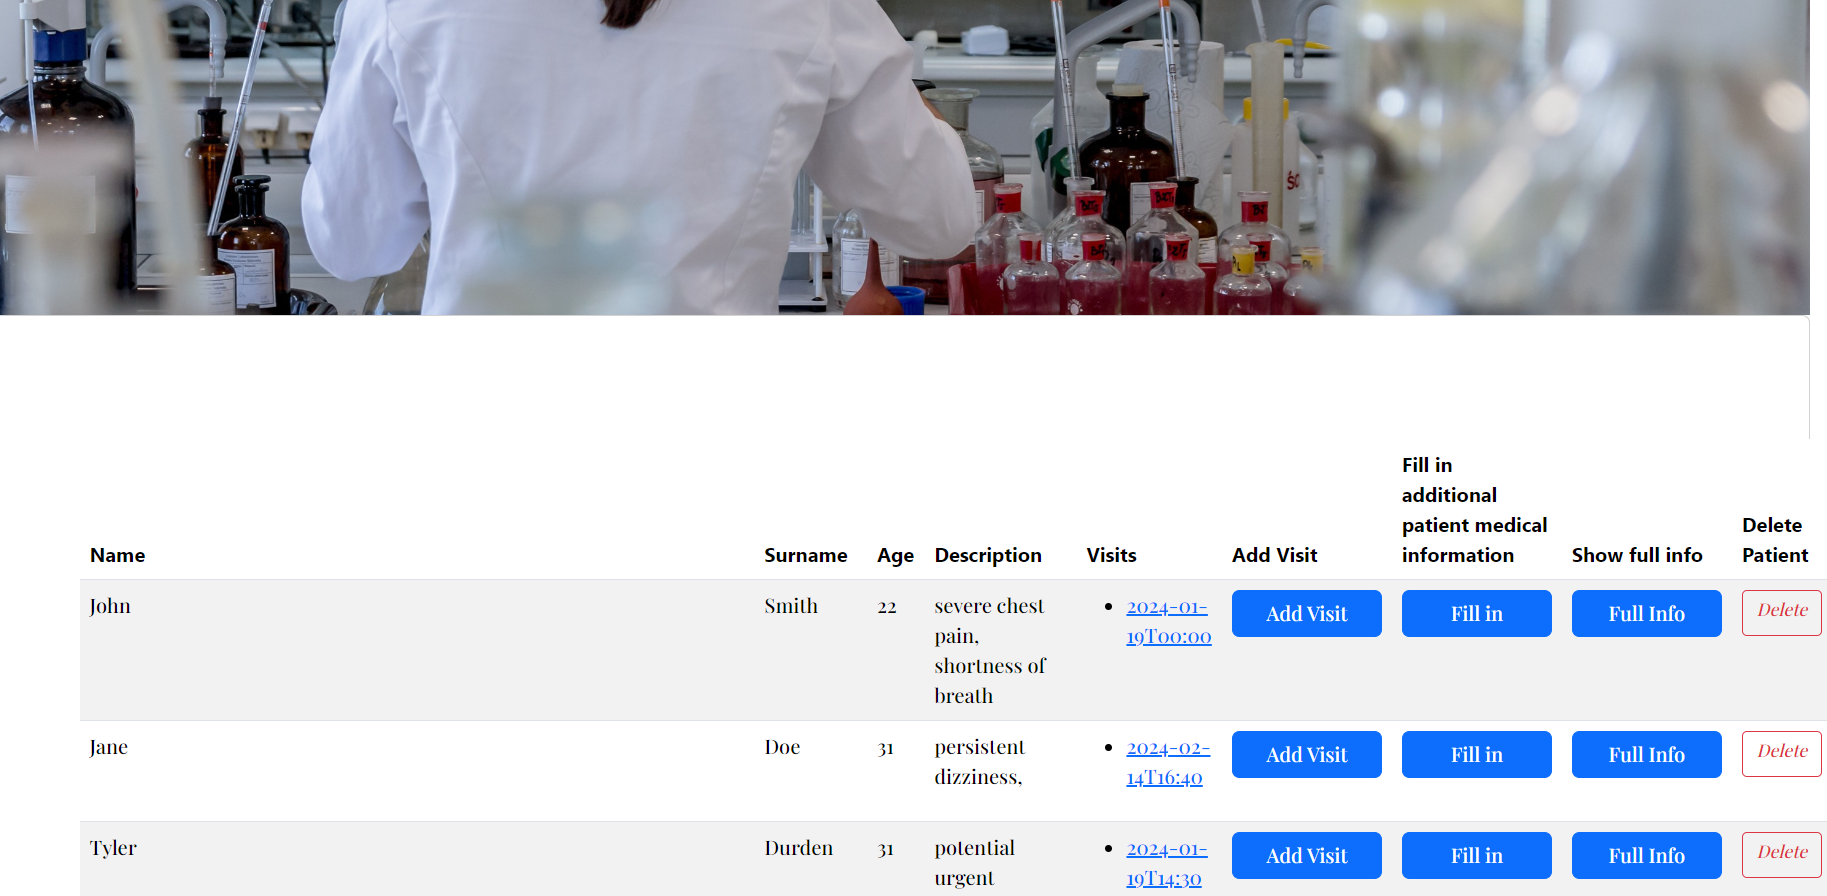 Name Surname Age Description Visits Add Visit Fill in additional patient medical information Show full info Delete Patient
John Smith 22 severe chest pain, shortness of breath 2024-01-19T00:00 Add Visit Fill in Full Info Delete
Jane Doe 31 persistent dizziness, 2024-02-14T16:40 Add Visit Fill in Full Info Delete
Tyler Durden 31 potential urgent 2024-01-19T14:30 Add Visit Fill in Full Info Delete